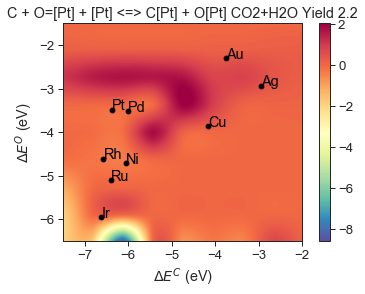 C + O=[Pt] + [Pt] <=> C[Pt] + O[Pt] CO2+H2O Yield 2.2
2
0
−2
−4
−6
−8
−2
−3
−4
−5
−6
ΔE^O (eV)
Au
Ag
Pt
Pd
Cu
Rh
Ni
Ru
Ir
−7 −6 −5 −4 −3 −2
ΔE^C (eV)